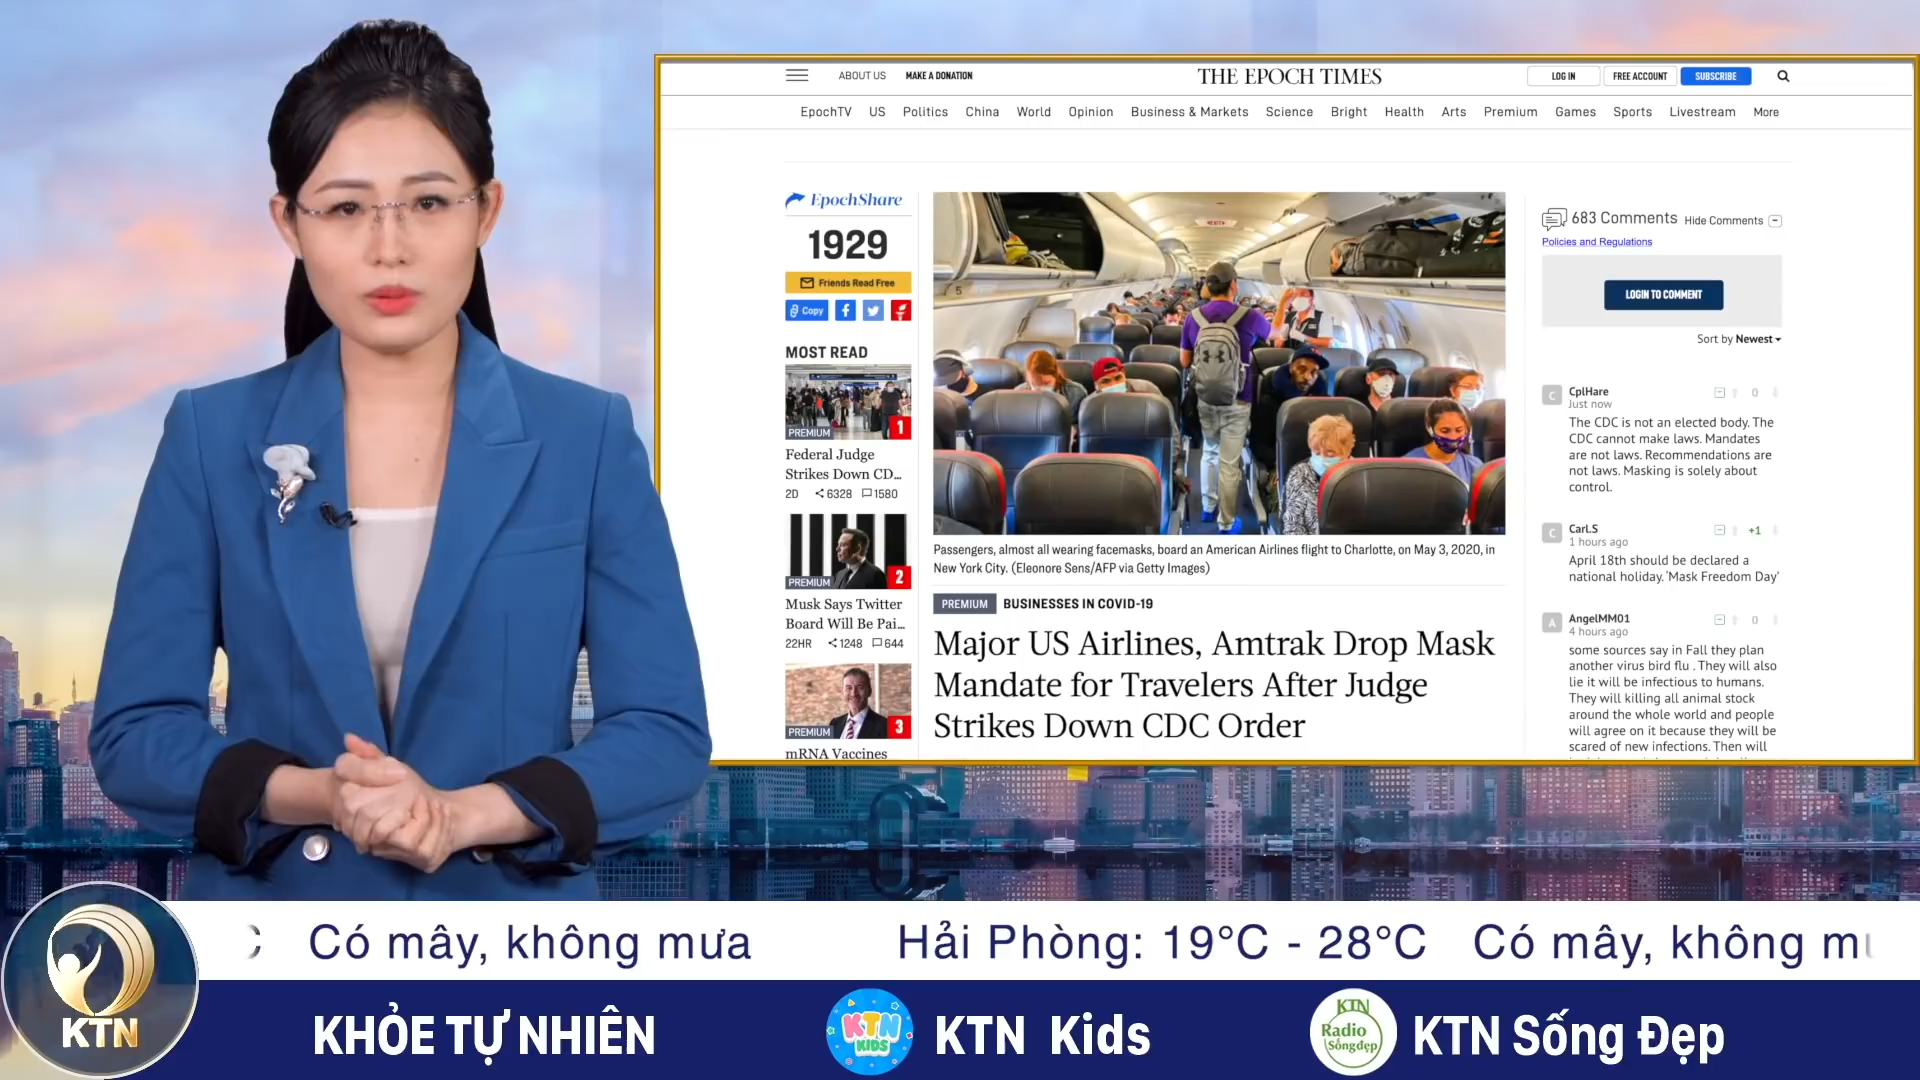 ABOUT US
MAKE A DONATION
THE EPOCH TIMES
LOG IN
FREE ACCOUNT
SUBSCRIBE
EpochTV US Politics China World Opinion Business & Markets Science Bright Health Arts Premium Games Sports Livestream More
EpochShare
1929
Friends Read Free
Copy
MOST READ
PREMIUM
1
Federal Judge
Strikes Down CD...
2D 6328 1580
PREMIUM
2
Musk Says Twitter
Board Will Be Pai...
22HR 1248 644
PREMIUM
3
mRNA Vaccines
5
Passengers, almost all wearing facemasks, board an American Airlines flight to Charlotte, on May 3, 2020, in
New York City. (Eleonore Sens/AFP via Getty Images)
PREMIUM BUSINESSES IN COVID-19
Major US Airlines, Amtrak Drop Mask
Mandate for Travelers After Judge
Strikes Down CDC Order
683 Comments Hide Comments
Policies and Regulations
LOGIN TO COMMENT
Sort by Newest
C
CplHare
0
Just now
The CDC is not an elected body. The
CDC cannot make laws. Mandates
are not laws. Recommendations are
not laws. Masking is solely about
control.
C
Carl.S
+1
1 hours ago
April 18th should be declared a
national holiday. 'Mask Freedom Day'
A
AngelMM01
0
4 hours ago
some sources say in Fall they plan
another virus bird flu . They will also
lie it will be infectious to humans.
They will killing all animal stock
around the whole world and people
will agree on it because they will be
scared of new infections. Then will
C Có mây, không mưa Hải Phòng: 19°C - 28°C Có mây, không mư
KTN
KHỎE TỰ NHIÊN
KTN
KIDS
KTN Kids
KTN
Radio
Sống đẹp
KTN Sống Đẹp